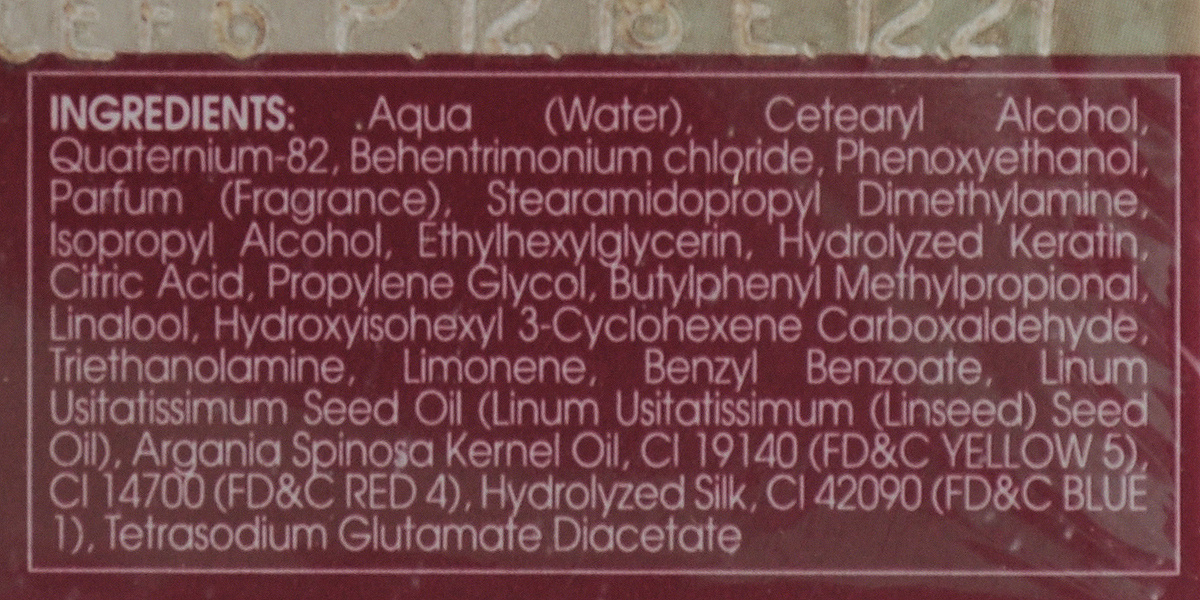 INGREDIENTS: Aqua (Water), Cetearyl Alcohol,
Quaternium-82, Behentrimonium chloride, Phenoxyethanol,
Parfum (Fragrance), Stearamidopropyl Dimethylamine,
Isopropyl Alcohol, Ethylhexylglycerin, Hydrolyzed Keratin,
Citric Acid, Propylene Glycol, Butylphenyl Methylpropional,
Linalool, Hydroxyisohexyl 3-Cyclohexene Carboxaldehyde,
Triethanolamine, Limonene, Benzyl Benzoate, Linum
Usitatissimum Seed Oil (Linum Usitatissimum (Linseed) Seed
Oil), Argania Spinosa Kernel Oil, CI 19140 (FD&C YELLOW 5),
CI 14700 (FD&C RED 4), Hydrolyzed Silk, CI 42090 (FD&C BLUE
1), Tetrasodium Glutamate Diacetate